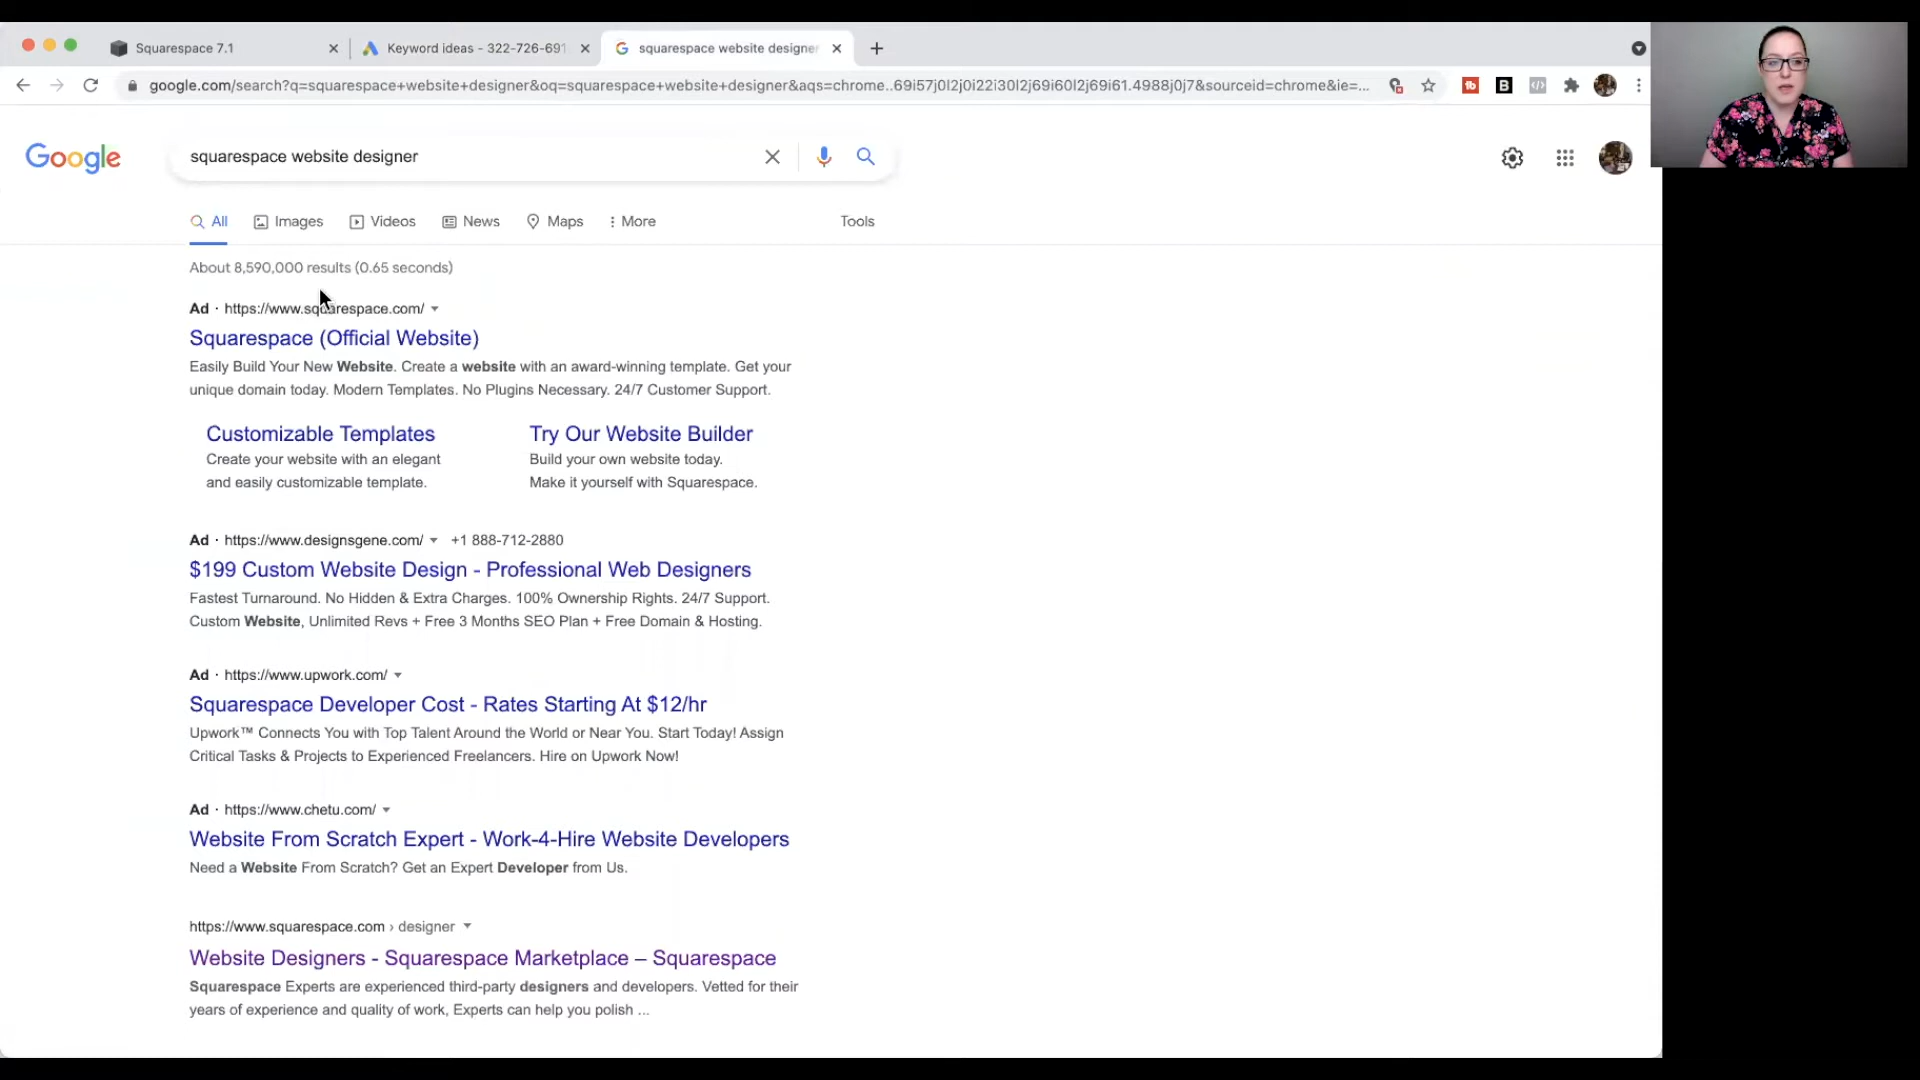 Squarespace 7.1
Keyword ideas - 322-726-691
squarespace website designer
google.com/search?q=squarespace+website+designer&oq=squarespace+website+designer&aqs=chrome..69i57j0l2j0i22i30l2j69i60l2j69i61.4988j0j7&sourceid=chrome&ie=...
Google
squarespace website designer
All
Images
Videos
News
Maps
More
Tools
About 8,590,000 results (0.65 seconds)
Ad · https://www.squarespace.com/
Squarespace (Official Website)
Easily Build Your New Website. Create a website with an award-winning template. Get your
unique domain today. Modern Templates. No Plugins Necessary. 24/7 Customer Support.
Customizable Templates
Create your website with an elegant
and easily customizable template.
Try Our Website Builder
Build your own website today.
Make it yourself with Squarespace.
Ad · https://www.designsgene.com/ +1 888-712-2880
$199 Custom Website Design - Professional Web Designers
Fastest Turnaround. No Hidden & Extra Charges. 100% Ownership Rights. 24/7 Support.
Custom Website, Unlimited Revs + Free 3 Months SEO Plan + Free Domain & Hosting.
Ad · https://www.upwork.com/
Squarespace Developer Cost - Rates Starting At $12/hr
Upwork™ Connects You with Top Talent Around the World or Near You. Start Today! Assign
Critical Tasks & Projects to Experienced Freelancers. Hire on Upwork Now!
Ad · https://www.chetu.com/
Website From Scratch Expert - Work-4-Hire Website Developers
Need a Website From Scratch? Get an Expert Developer from Us.
https://www.squarespace.com › designer
Website Designers - Squarespace Marketplace – Squarespace
Squarespace Experts are experienced third-party designers and developers. Vetted for their
years of experience and quality of work, Experts can help you polish ...